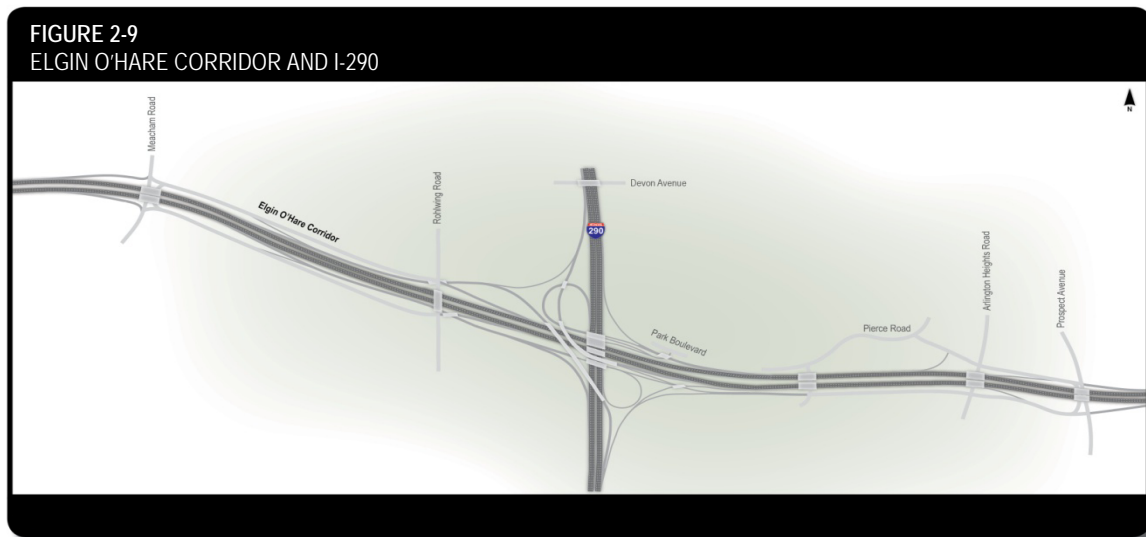 FIGURE 2-9
ELGIN O'HARE CORRIDOR AND I-290
N
Meacham Road
Elgin O'Hare Corridor
Rohlwing Road
Devon Avenue
290
Park Boulevard
Pierce Road
Arlington Heights Road
Prospect Avenue